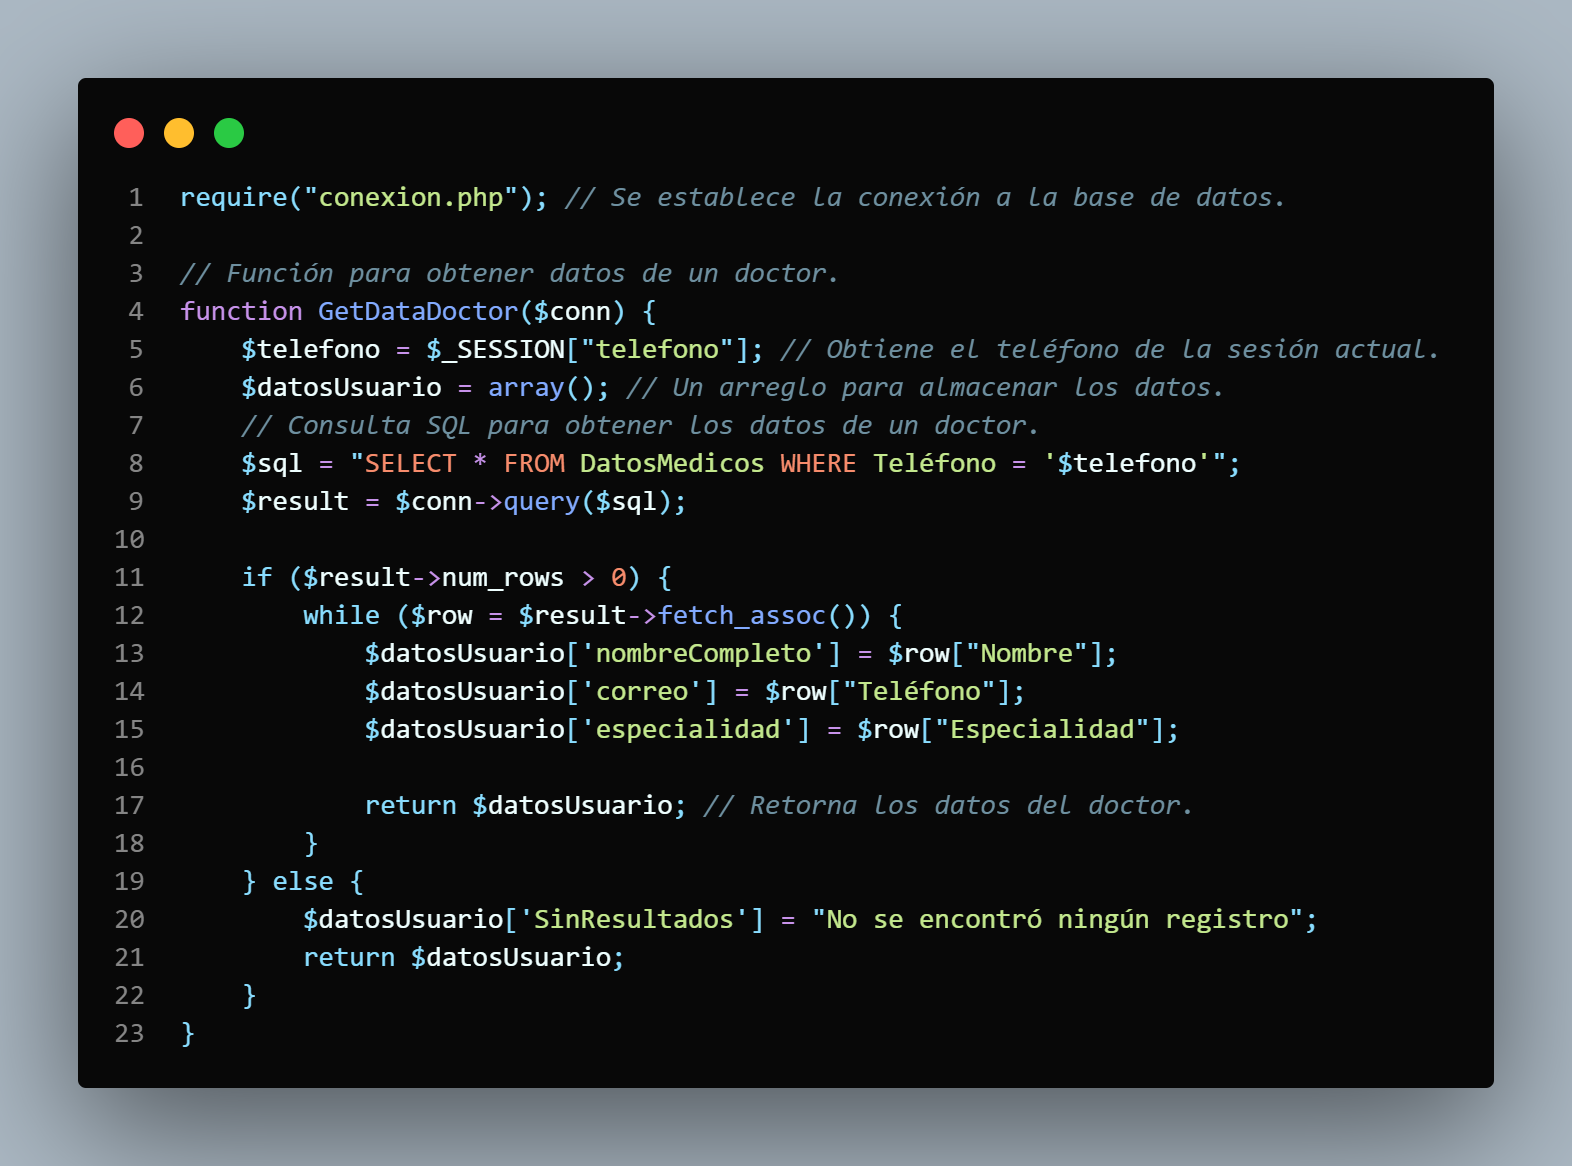 1 require("conexion.php"); // Se establece la conexión a la base de datos.
2
3 // Función para obtener datos de un doctor.
4 function GetDataDoctor($conn) {
5     $telefono = $_SESSION["telefono"]; // Obtiene el teléfono de la sesión actual.
6     $datosUsuario = array(); // Un arreglo para almacenar los datos.
7     // Consulta SQL para obtener los datos de un doctor.
8     $sql = "SELECT * FROM DatosMedicos WHERE Teléfono = '$telefono'";
9     $result = $conn->query($sql);
10
11     if ($result->num_rows > 0) {
12         while ($row = $result->fetch_assoc()) {
13             $datosUsuario['nombreCompleto'] = $row["Nombre"];
14             $datosUsuario['correo'] = $row["Teléfono"];
15             $datosUsuario['especialidad'] = $row["Especialidad"];
16
17             return $datosUsuario; // Retorna los datos del doctor.
18         }
19     } else {
20         $datosUsuario['SinResultados'] = "No se encontró ningún registro";
21         return $datosUsuario;
22     }
23 }